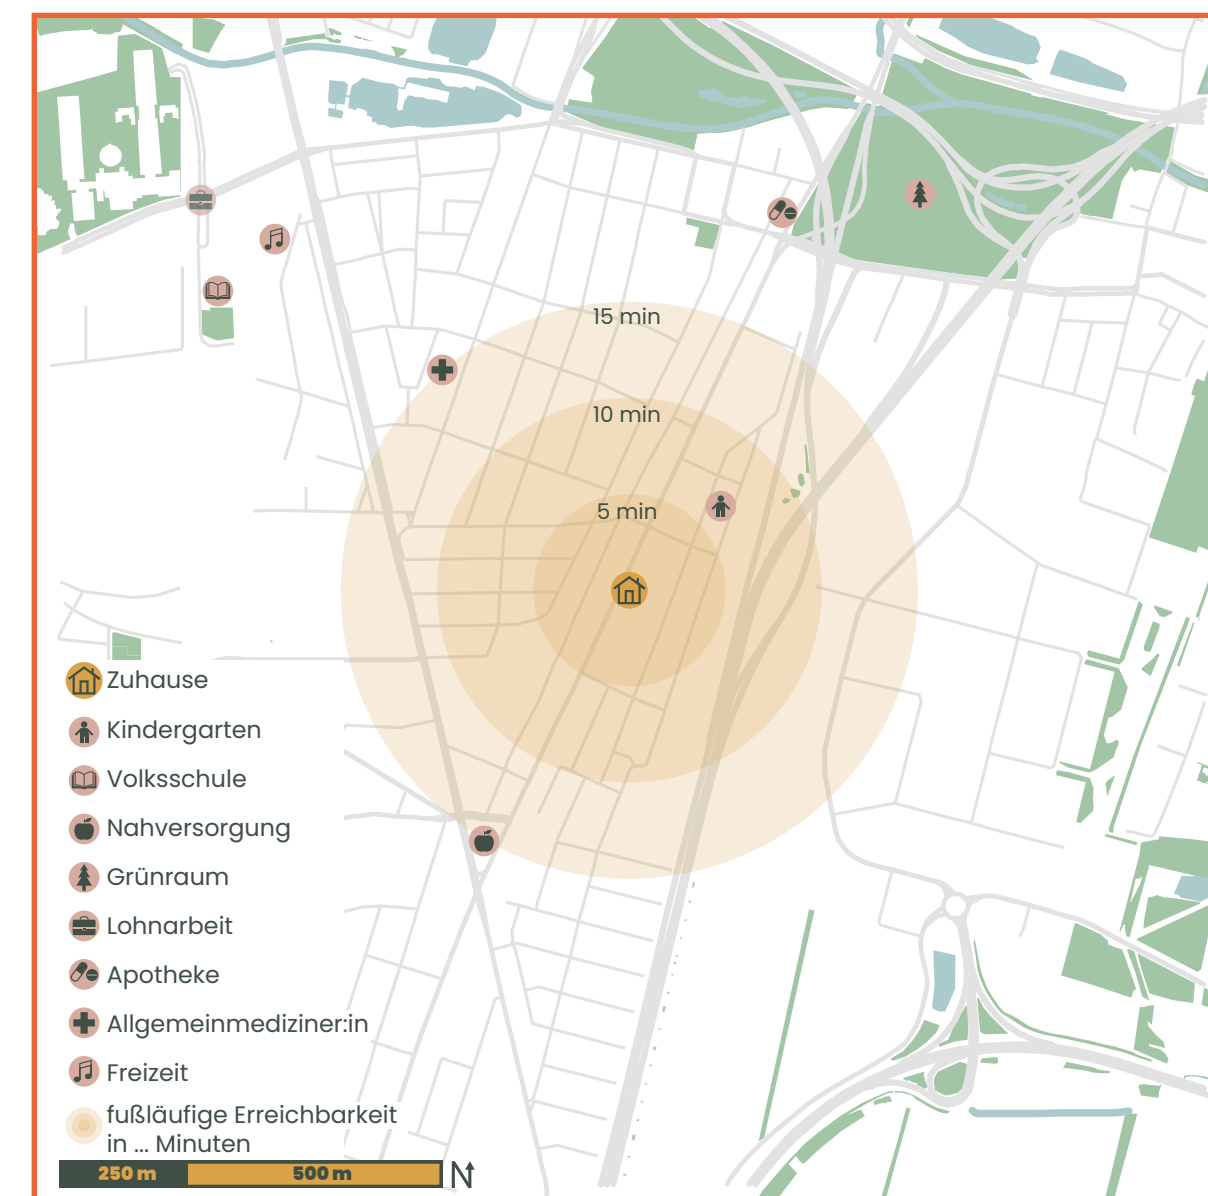 15 min
10 min
5 min
Zuhause
Kindergarten
Volksschule
Nahversorgung
Grünraum
Lohnarbeit
Apotheke
Allgemeinmediziner:in
Freizeit
fußläufige Erreichbarkeit
in ... Minuten
250 m 500 m N